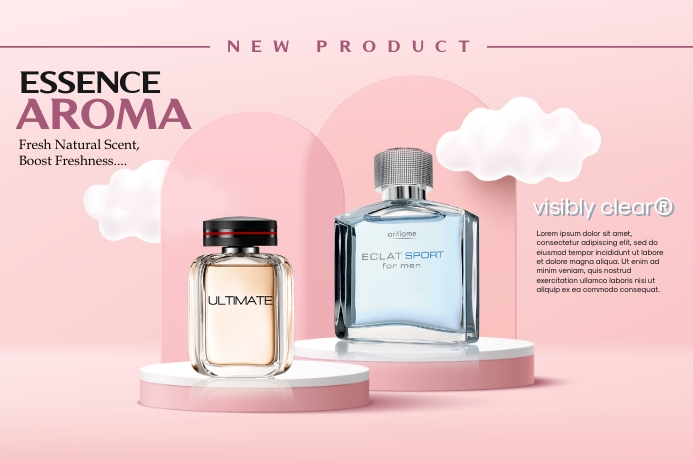 NEW PRODUCT
ESSENCE
AROMA
Fresh Natural Scent,
Boost Freshness....
visibly clear®
Lorem ipsum dolor sit amet,
consectetur adipiscing elit, sed do
eiusmod tempor incididunt ut labore
et dolore magna aliqua. Ut enim ad
minim veniam, quis nostrud
exercitation ullamco laboris nisi ut
aliquip ex ea commodo consequat.
oriflame
ECLAT SPORT
for men
ULTIMATE